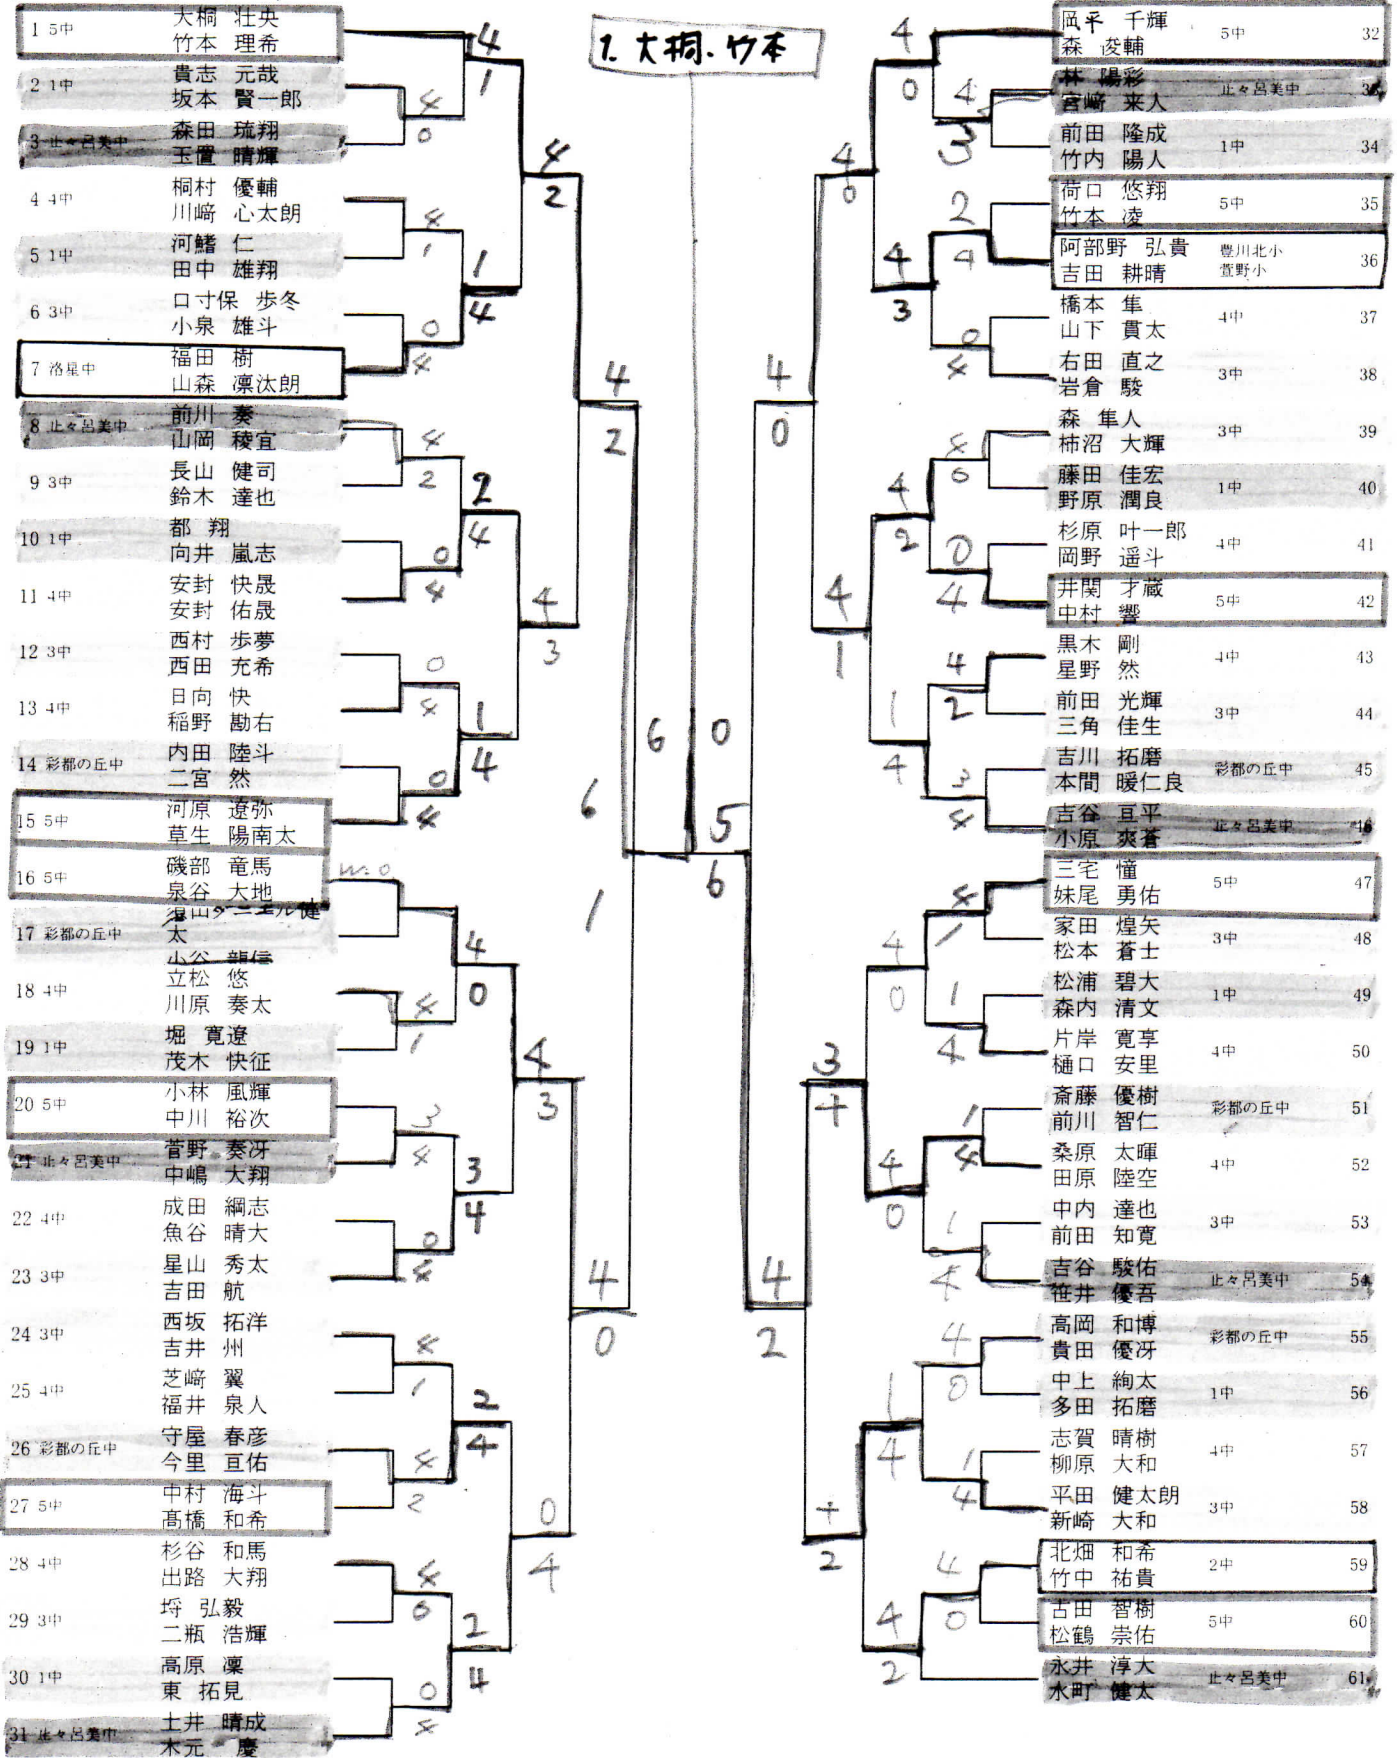 1. 大桐・竹本
1 5中
大桐 壮央
竹本 理希
2 1中
貴志 元哉
坂本 賢一郎
3 止々呂美中
森田 琉翔
玉置 晴輝
4 4中
桐村 優輔
川﨑 心太朗
5 1中
河鰭 仁
田中 雄翔
6 3中
口寸保 歩冬
小泉 雄斗
7 洛星中
福田 樹
山森 凛汰朗
8 止々呂美中
前川 奏
山岡 稜宜
9 3中
長山 健司
鈴木 達也
10 1中
都 翔
向井 嵐志
11 4中
安封 快晟
安封 佑晟
12 3中
西村 歩夢
西田 充希
13 4中
日向 快
稲野 勘右
14 彩都の丘中
内田 陸斗
二宮 然
15 5中
河原 遼弥
草生 陽南太
16 5中
磯部 竜馬
泉谷 大地
17 彩都の丘中
須山ダニエル健
太
小谷 龍信
18 4中
立松 悠
川原 奏太
19 1中
堀 寛遼
茂木 快征
20 5中
小林 風輝
中川 裕次
21 止々呂美中
菅野 奏冴
中嶋 大翔
22 4中
成田 綱志
魚谷 晴大
23 3中
星山 秀太
吉田 航
24 3中
西坂 拓洋
吉井 州
25 4中
芝﨑 翼
福井 泉人
26 彩都の丘中
守屋 春彦
今里 亘佑
27 5中
中村 海斗
髙橋 和希
28 4中
杉谷 和馬
出路 大翔
29 3中
埒 弘毅
二瓶 浩輝
30 1中
高原 凜
東 拓見
31 止々呂美中
土井 晴成
木元 慶
岡平 千輝
森 俊輔
5中 32
林 陽彩
宮﨑 来人
止々呂美中
前田 隆成
竹内 陽人
1中 34
荷口 悠翔
竹本 凌
5中 35
阿部野 弘貴
吉田 耕晴
豊川北小
萱野小
36
橋本 隼
山下 貫太
4中 37
右田 直之
岩倉 駿
3中 38
森 隼人
柿沼 大輝
3中 39
藤田 佳宏
野原 潤良
1中 40
杉原 叶一郎
岡野 遥斗
4中 41
井関 才蔵
中村 響
5中 42
黒木 剛
星野 然
4中 43
前田 光輝
三角 佳生
3中 44
吉川 拓磨
本間 暖仁良
彩都の丘中 45
吉谷 亘平
小原 爽蒼
止々呂美中 46
三宅 憧
妹尾 勇佑
5中 47
家田 煌矢
松本 蒼士
3中 48
松浦 碧大
森内 清文
1中 49
片岸 寛享
樋口 安里
4中 50
斎藤 優樹
前川 智仁
彩都の丘中 51
桑原 太暉
田原 陸空
4中 52
中内 達也
前田 知寛
3中 53
吉谷 駿佑
笹井 優吾
止々呂美中 54
高岡 和博
貴田 優冴
彩都の丘中 55
中上 絢太
多田 拓磨
1中 56
志賀 晴樹
柳原 大和
4中 57
平田 健太朗
新崎 大和
3中 58
北畑 和希
竹中 祐貴
2中 59
古田 智樹
松鶴 崇佑
5中 60
永井 淳大
水町 健太
止々呂美中 61